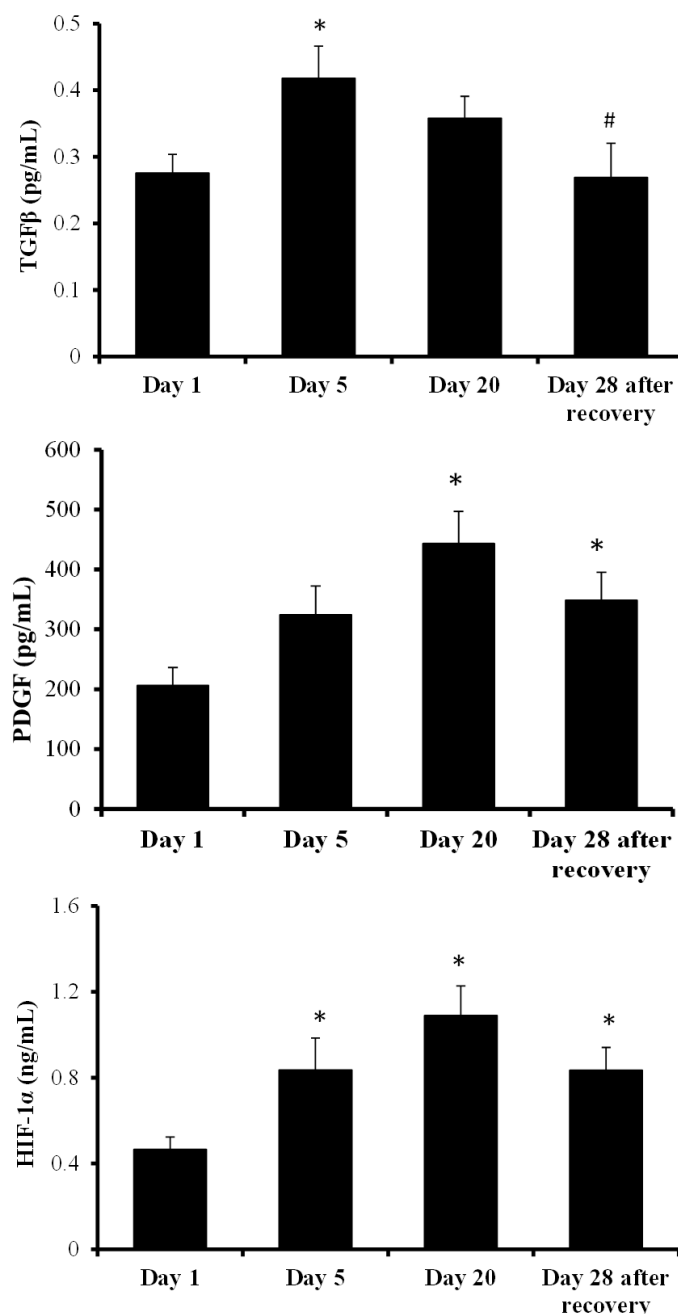 0.5
0.4
0.3
0.2
0.1
0
TGFβ (pg/mL)
*
#
Day 1
Day 5
Day 20
Day 28 after
recovery
600
500
400
300
200
100
0
PDGF (pg/mL)
*
*
Day 1
Day 5
Day 20
Day 28 after
recovery
1.6
1.2
0.8
0.4
0
HIF-1α (ng/mL)
*
*
*
Day 1
Day 5
Day 20
Day 28 after
recovery